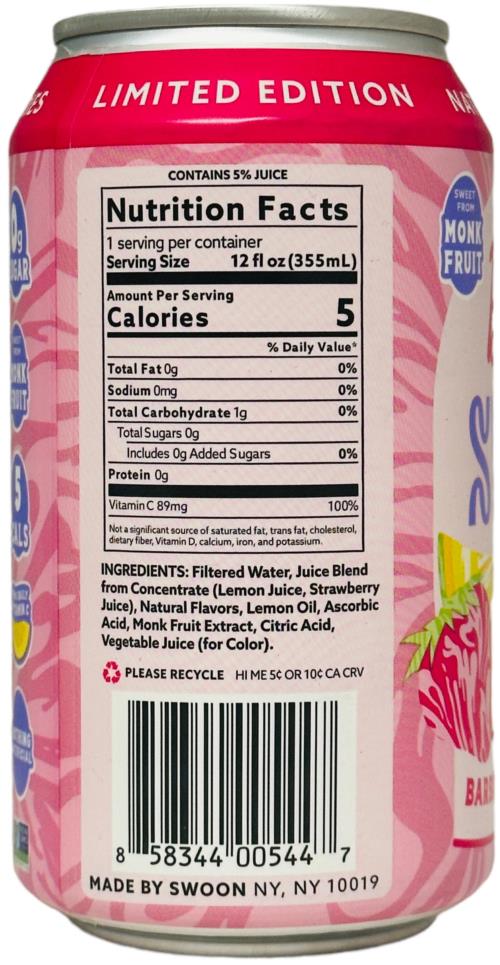 LIMITED EDITION
CONTAINS 5% JUICE
Nutrition Facts
1 serving per container
Serving Size 12 fl oz (355mL)
Amount Per Serving
Calories 5
% Daily Value*
Total Fat 0g 0%
Sodium 0mg 0%
Total Carbohydrate 1g 0%
Total Sugars 0g
Includes 0g Added Sugars 0%
Protein 0g
Vitamin C 89mg 100%
Not a significant source of saturated fat, trans fat, cholesterol,
dietary fiber, Vitamin D, calcium, iron, and potassium.
INGREDIENTS: Filtered Water, Juice Blend
from Concentrate (Lemon Juice, Strawberry
Juice), Natural Flavors, Lemon Oil, Ascorbic
Acid, Monk Fruit Extract, Citric Acid,
Vegetable Juice (for Color).
PLEASE RECYCLE HI ME 5¢ OR 10¢ CA CRV
8 58344 00544 7
MADE BY SWOON NY, NY 10019
SWEET
FROM
MONK
FRUIT